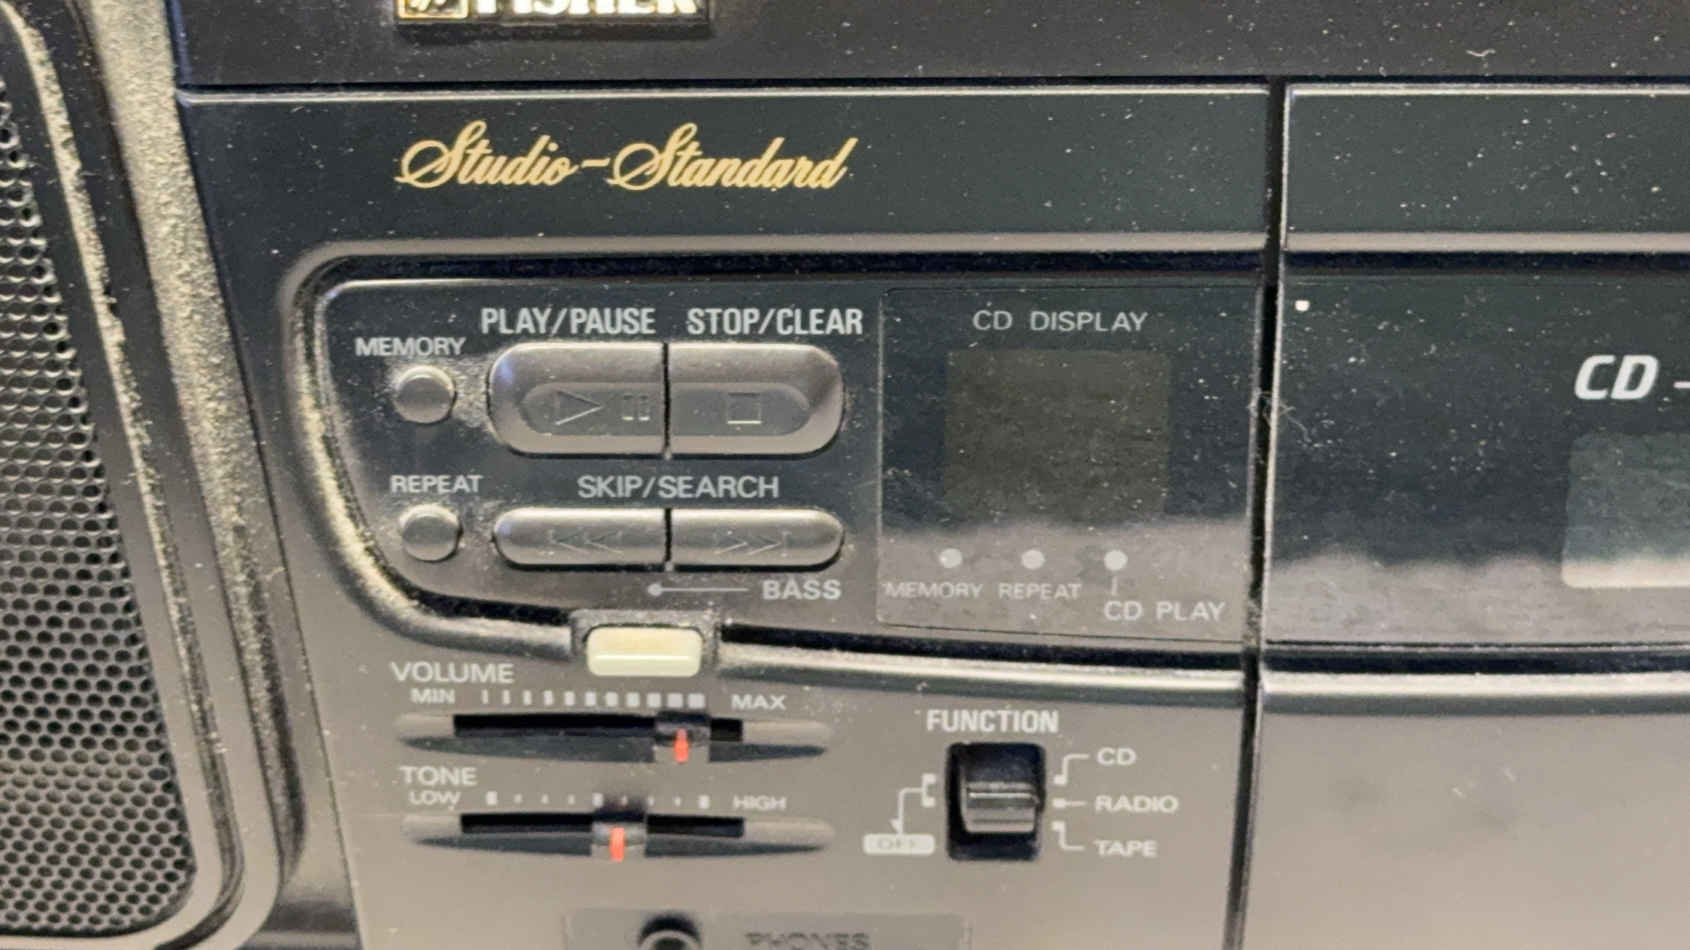 FISHER
Studio-Standard
PLAY/PAUSE STOP/CLEAR
MEMORY
CD DISPLAY
CD -
REPEAT
SKIP/SEARCH
BASS
MEMORY REPEAT
CD PLAY
VOLUME
MIN MAX
TONE
LOW HIGH
FUNCTION
CD
RADIO
OFF
TAPE
PHONES